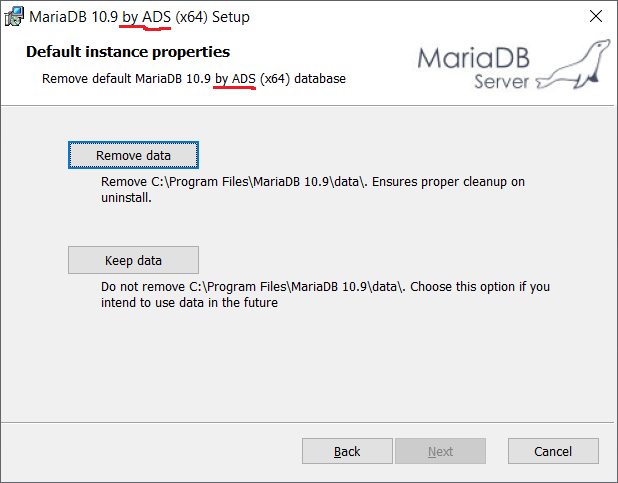 MariaDB 10.9 by ADS (x64) Setup
Default instance properties
Remove default MariaDB 10.9 by ADS (x64) database
MariaDB
Server
Remove data
Remove C:\Program Files\MariaDB 10.9\data\. Ensures proper cleanup on
uninstall.
Keep data
Do not remove C:\Program Files\MariaDB 10.9\data\. Choose this option if you
intend to use data in the future
Back
Next
Cancel